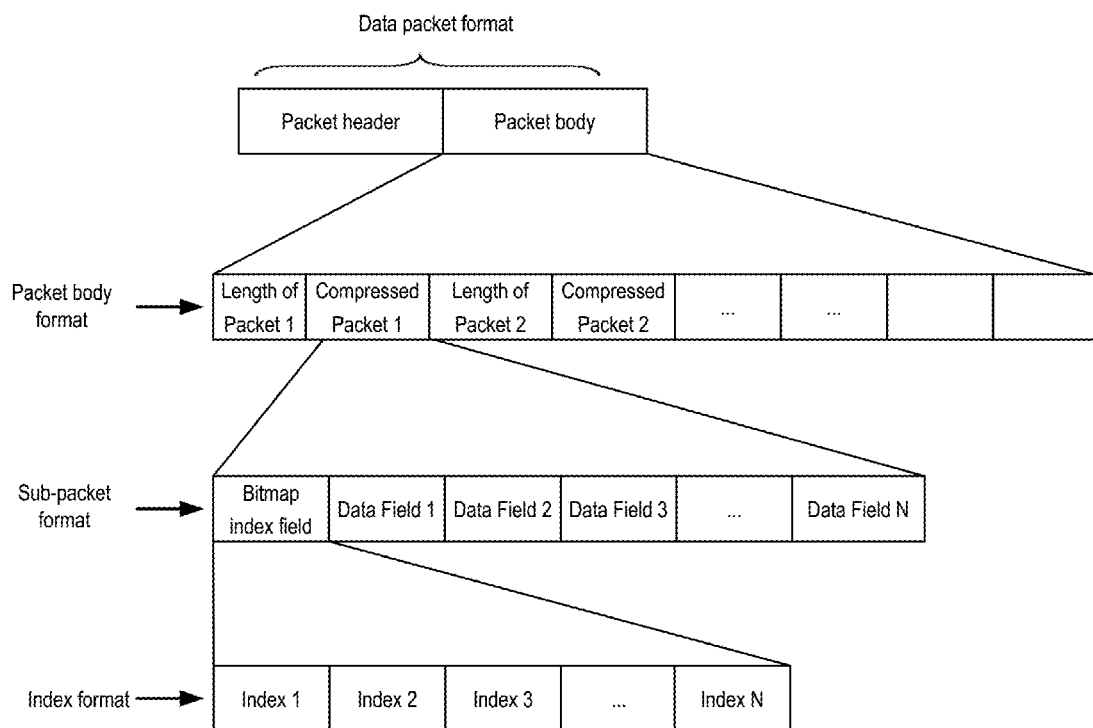 Data packet format
Packet header
Packet body
Packet body
format
Length of
Packet 1
Compressed
Packet 1
Length of
Packet 2
Compressed
Packet 2
...
...
Sub-packet
format
Bitmap
index field
Data Field 1
Data Field 2
Data Field 3
...
Data Field N
Index format
Index 1
Index 2
Index 3
...
Index N